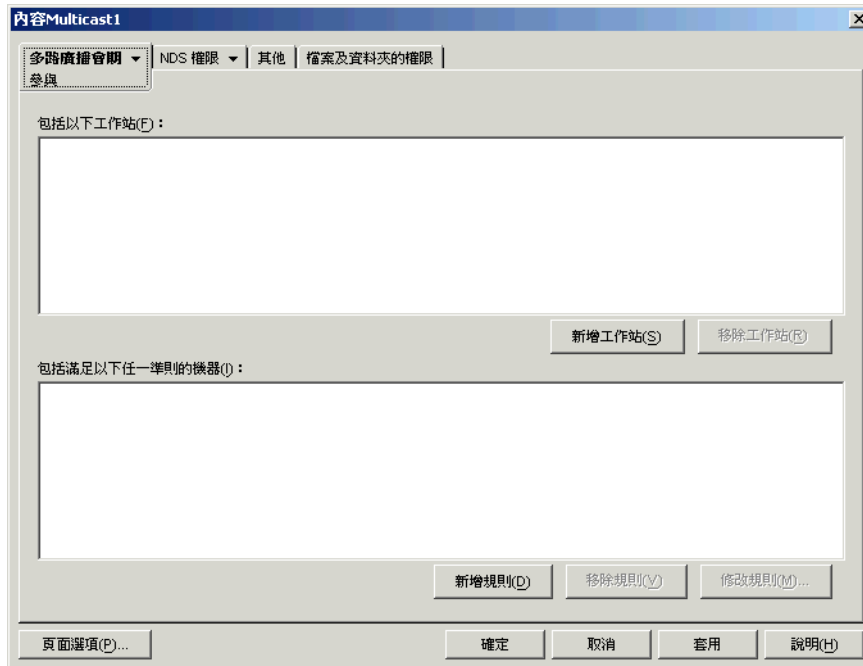 內容Multicast1
多路廣播會期 NDS 權限 其他 檔案及資料夾的權限
參與
包括以下工作站(F)：
新增工作站(S) 移除工作站(R)
包括滿足以下任一準則的機器(I)：
新增規則(D) 移除規則(V) 修改規則(M)...
頁面選項(P)... 確定 取消 套用 說明(H)